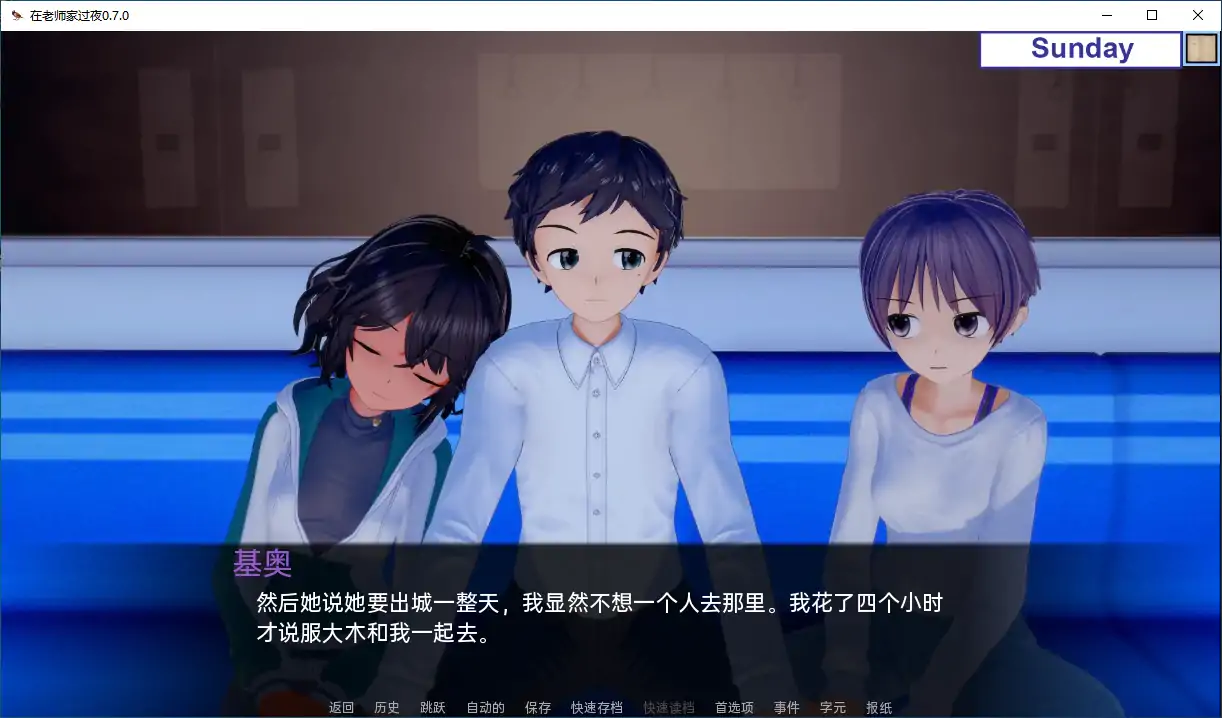 在老师家过夜0.7.0
Sunday
基奥
然后她说她要出城一整天，我显然不想一个人去那里。我花了四个小时
才说服大木和我一起去。
返回 历史 跳跃 自动的 保存 快速存档 快速读档 首选项 事件 字元 报纸